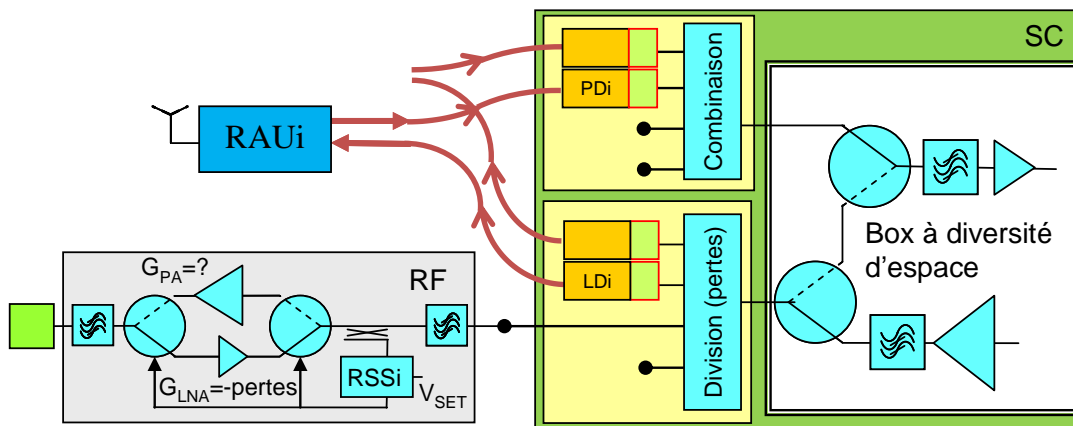 SC
PDi
Combinaison
RAUi
Box à diversité
d'espace
LDi
Division (pertes)
G_PA=?
RF
G_LNA=-pertes
RSSi
V_SET